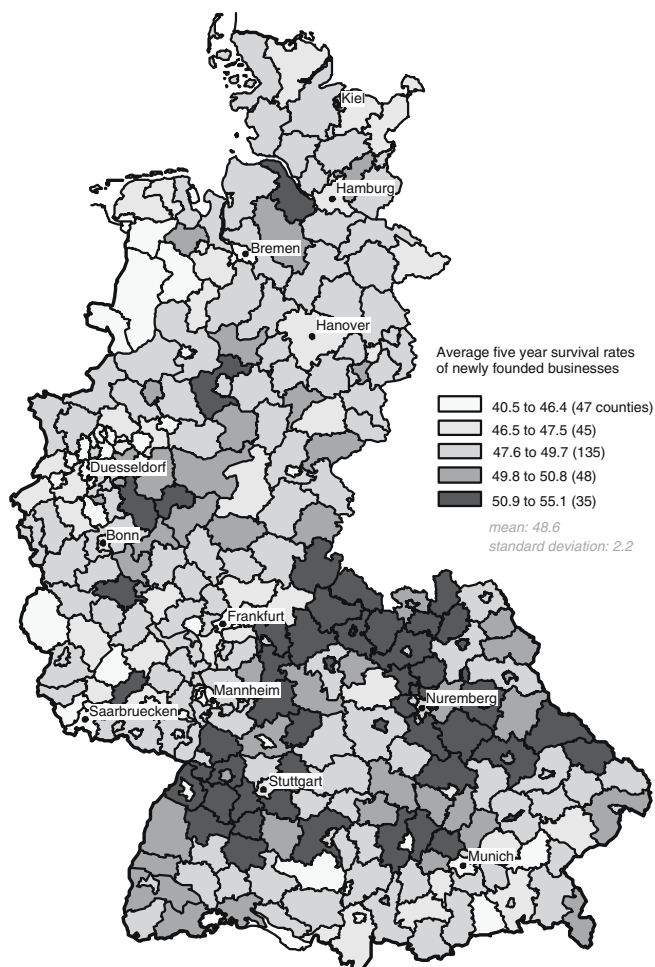 Kiel
Hamburg
Bremen
Hanover
Average five year survival rates
of newly founded businesses
40.5 to 46.4 (47 counties)
46.5 to 47.5 (45)
47.6 to 49.7 (135)
49.8 to 50.8 (48)
50.9 to 55.1 (35)
mean: 48.6
standard deviation: 2.2
Duesseldorf
Bonn
Frankfurt
Mannheim
Nuremberg
Saarbruecken
Stuttgart
Munich